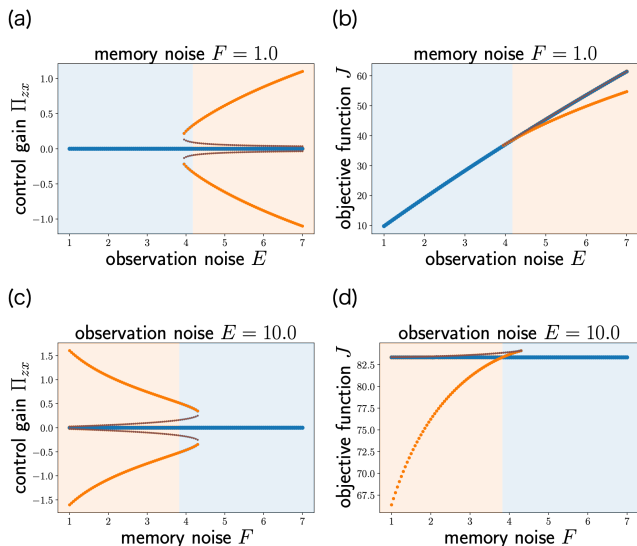 (a)
memory noise F = 1.0
control gain Π_zx
1.0
0.5
0.0
−0.5
−1.0
1 2 3 4 5 6 7
observation noise E
(b)
memory noise F = 1.0
objective function J
60
50
40
30
20
10
1 2 3 4 5 6 7
observation noise E
(c)
observation noise E = 10.0
control gain Π_zx
1.5
1.0
0.5
0.0
−0.5
−1.0
−1.5
1 2 3 4 5 6 7
memory noise F
(d)
observation noise E = 10.0
objective function J
82.5
80.0
77.5
75.0
72.5
70.0
67.5
1 2 3 4 5 6 7
memory noise F